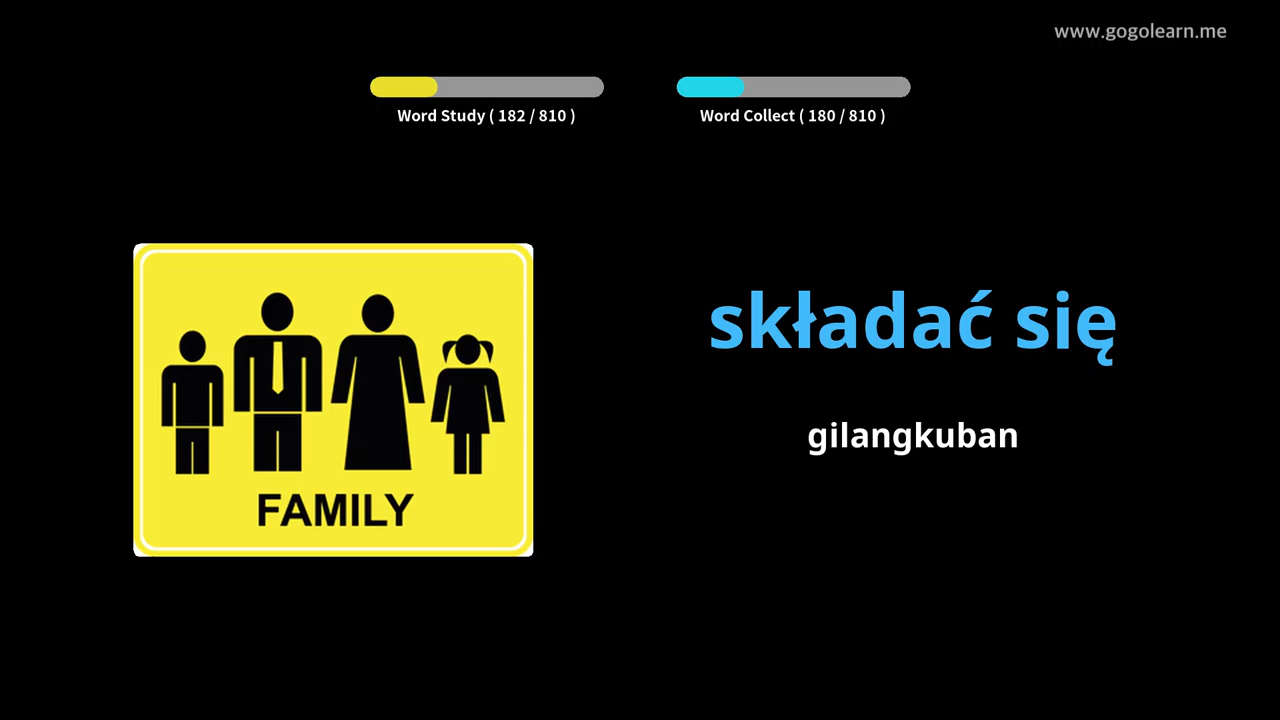 www.gogolearn.me
Word Study ( 182 / 810 )
Word Collect ( 180 / 810 )
składać się
gilangkuban
FAMILY